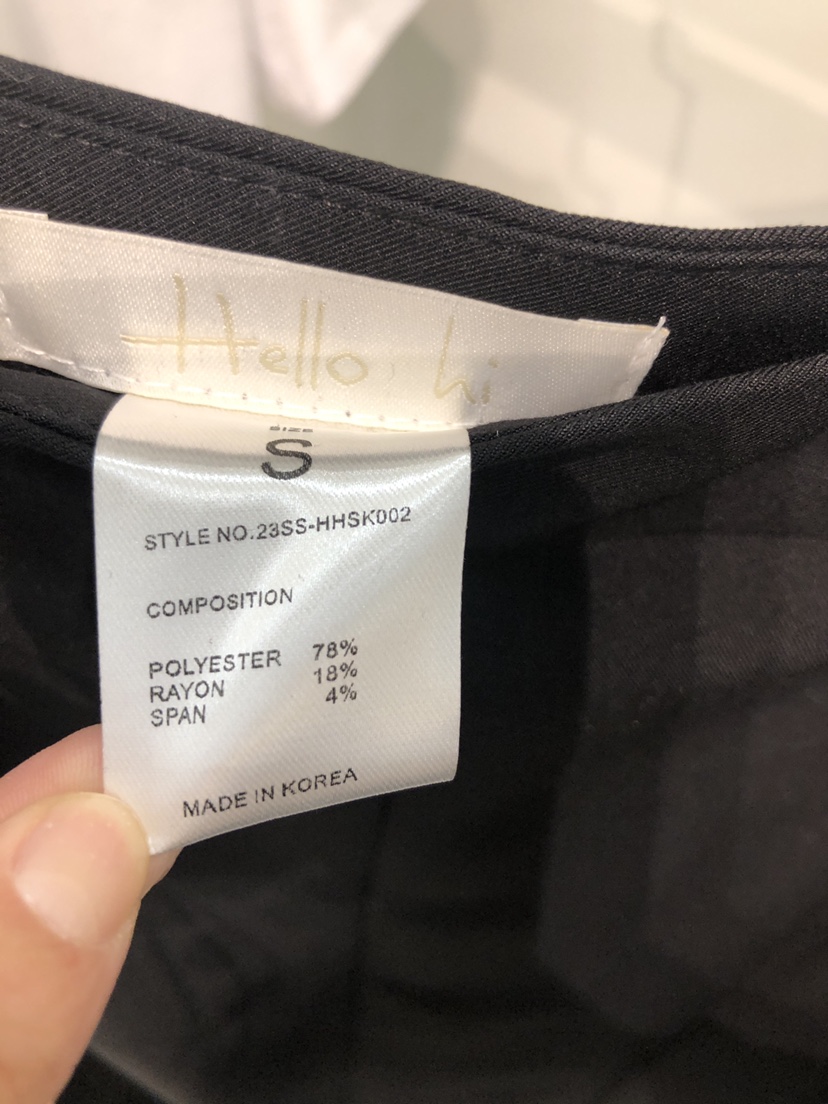 Hello hi
SIZE
S
STYLE NO.23SS-HHSK002
COMPOSITION
POLYESTER 78%
RAYON 18%
SPAN 4%
MADE IN KOREA